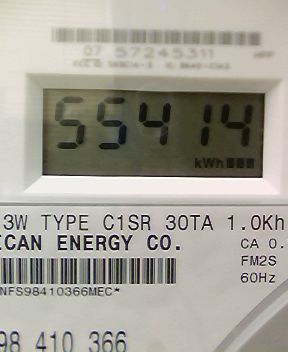 07 57245311
55414
kWh
3W TYPE C1SR 30TA 1.0Kh
ICAN ENERGY CO.
CA 0.
FM2S
60Hz
NFS98410366MEC*
98 410 366